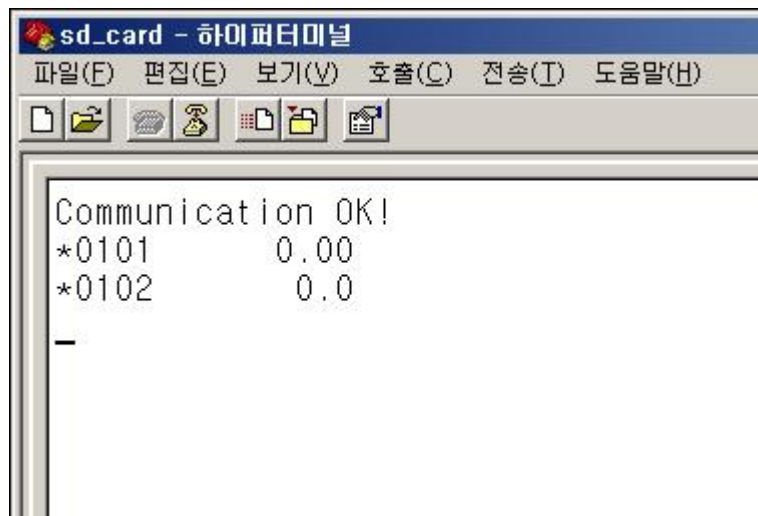 sd_card - 하이퍼터미널
파일(F) 편집(E) 보기(V) 호출(C) 전송(T) 도움말(H)
Communication OK!
*0101 0.00
*0102 0.0